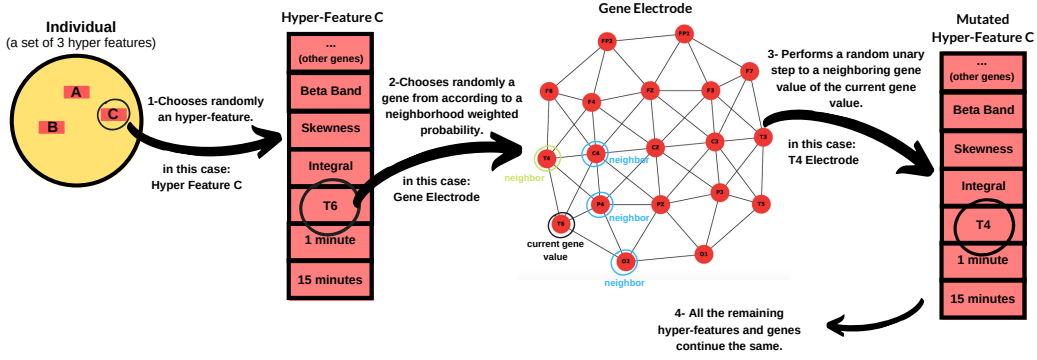 Individual
(a set of 3 hyper features)
A
B
C
1-Chooses randomly
an hyper-feature.
in this case:
Hyper Feature C
Hyper-Feature C
...
(other genes)
Beta Band
Skewness
Integral
T6
1 minute
15 minutes
2-Chooses randomly a
gene from according to a
neighborhood weighted
probability.
in this case:
Gene Electrode
Gene Electrode
FP2
FP1
F8
F4
FZ
F3
F7
T4
C4
CZ
C3
T3
neighbor
neighbor
P4
PZ
P3
T5
neighbor
T6
current gene
value
O2
O1
neighbor
3- Performs a random unary
step to a neighboring gene
value of the current gene
value.
in this case:
T4 Electrode
Mutated
Hyper-Feature C
...
(other genes)
Beta Band
Skewness
Integral
T4
1 minute
15 minutes
4- All the remaining
hyper-features and genes
continue the same.